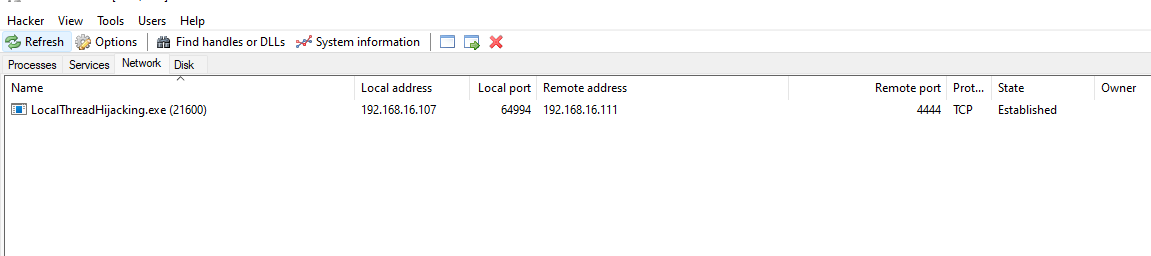 Hacker View Tools Users Help
Refresh Options Find handles or DLLs System information
Processes Services Network Disk
Name Local address Local port Remote address Remote port Prot... State Owner
LocalThreadHijacking.exe (21600) 192.168.16.107 64994 192.168.16.111 4444 TCP Established